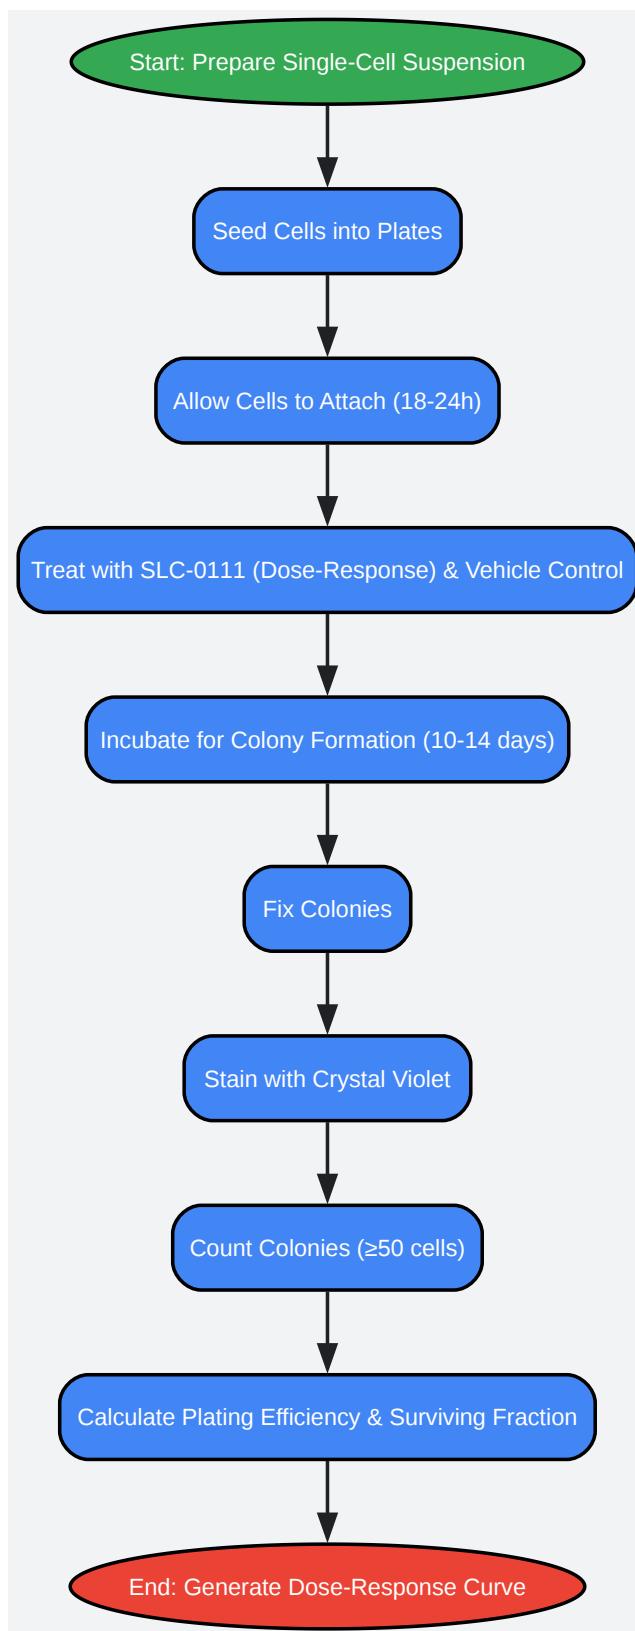 Start: Prepare Single-Cell Suspension
Seed Cells into Plates
Allow Cells to Attach (18-24h)
Treat with SLC-0111 (Dose-Response) & Vehicle Control
Incubate for Colony Formation (10-14 days)
Fix Colonies
Stain with Crystal Violet
Count Colonies (≥50 cells)
Calculate Plating Efficiency & Surviving Fraction
End: Generate Dose-Response Curve